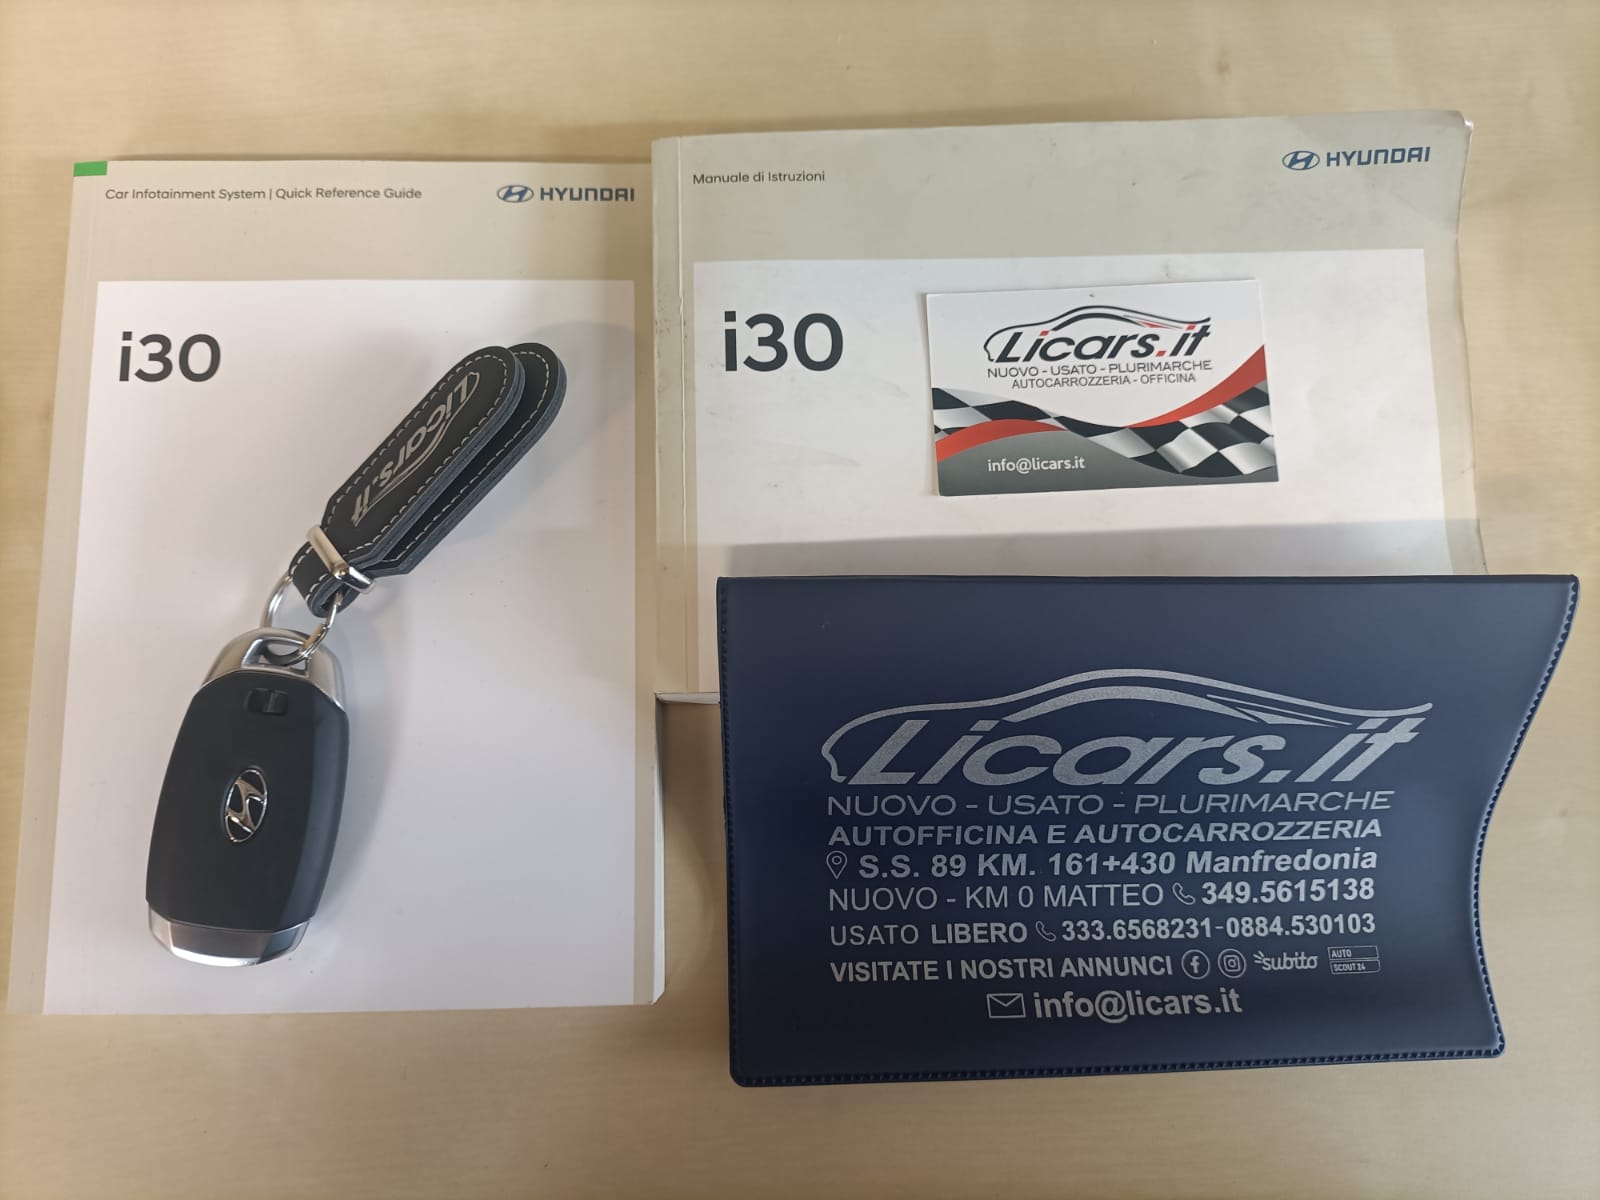 Car Infotainment System | Quick Reference Guide
HYUNDAI
i30
Licars.it
Manuale di Istruzioni
HYUNDAI
i30
Licars.it
NUOVO - USATO - PLURIMARCHE
AUTOCARROZZERIA - OFFICINA
info@licars.it
Licars.it
NUOVO - USATO - PLURIMARCHE
AUTOFFICINA E AUTOCARROZZERIA
S.S. 89 KM. 161+430 Manfredonia
NUOVO - KM 0 MATTEO 349.5615138
USATO LIBERO 333.6568231-0884.530103
VISITATE I NOSTRI ANNUNCI subito AUTO SCOUT 24
info@licars.it